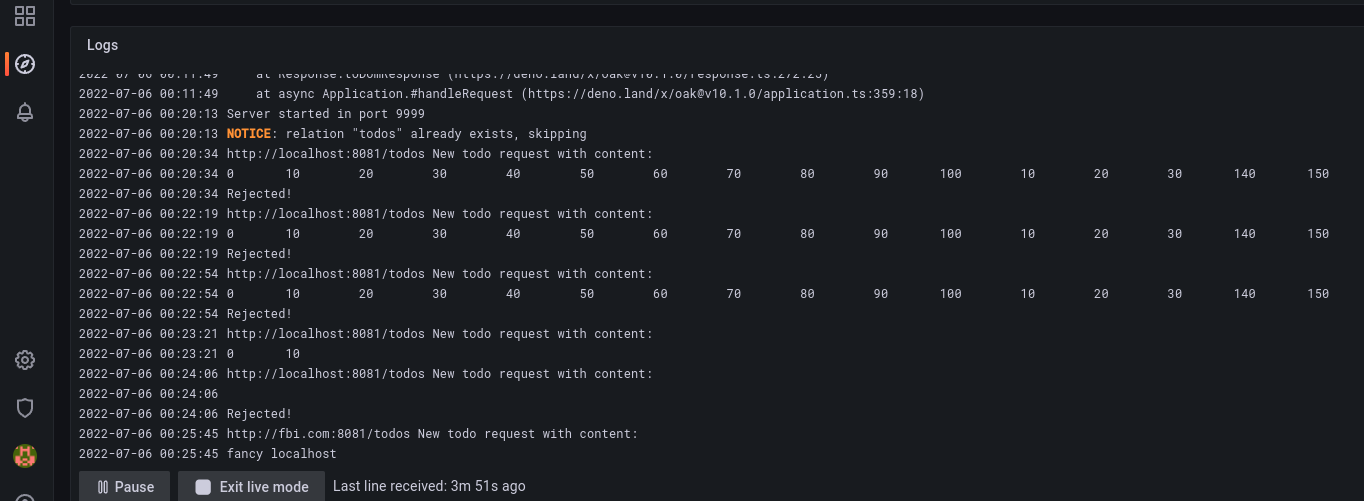 Logs
2022-07-06 00:11:49     at Response.toDomResponse (https://deno.land/x/oak@v10.1.0/response.ts:272:25)
2022-07-06 00:11:49     at async Application.#handleRequest (https://deno.land/x/oak@v10.1.0/application.ts:359:18)
2022-07-06 00:20:13 Server started in port 9999
2022-07-06 00:20:13 NOTICE: relation "todos" already exists, skipping
2022-07-06 00:20:34 http://localhost:8081/todos New todo request with content:
2022-07-06 00:20:34 0       10        20        30        40        50        60        70        80        90       100        10        20        30       140       150
2022-07-06 00:20:34 Rejected!
2022-07-06 00:22:19 http://localhost:8081/todos New todo request with content:
2022-07-06 00:22:19 0       10        20        30        40        50        60        70        80        90       100        10        20        30       140       150
2022-07-06 00:22:19 Rejected!
2022-07-06 00:22:54 http://localhost:8081/todos New todo request with content:
2022-07-06 00:22:54 0       10        20        30        40        50        60        70        80        90       100        10        20        30       140       150
2022-07-06 00:22:54 Rejected!
2022-07-06 00:23:21 http://localhost:8081/todos New todo request with content:
2022-07-06 00:23:21 0       10
2022-07-06 00:24:06 http://localhost:8081/todos New todo request with content:
2022-07-06 00:24:06
2022-07-06 00:24:06 Rejected!
2022-07-06 00:25:45 http://fbi.com:8081/todos New todo request with content:
2022-07-06 00:25:45 fancy localhost
Pause Exit live mode Last line received: 3m 51s ago